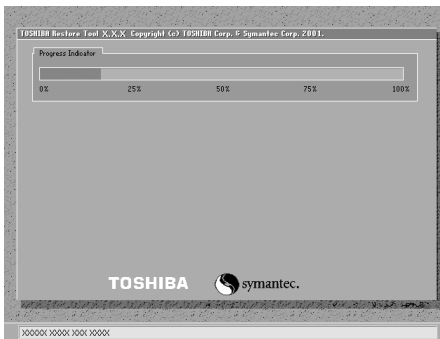 TOSHIBA Restore Tool X.X.X Copyright (c) TOSHIBA Corp. & Symantec Corp. 2001.
Progress Indicator
0% 25% 50% 75% 100%
TOSHIBA symantec.
XXXXX XXXX XXX XXXX